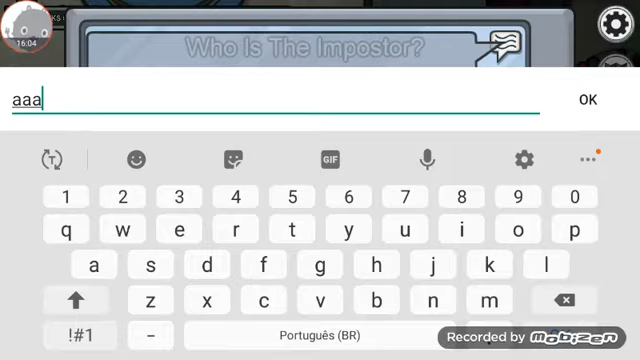 16:04
Who Is The Impostor?
aaa
OK
GIF
1 2 3 4 5 6 7 8 9 0
q w e r t y u i o p
a s d f g h j k l
z x c v b n m
!#1 - Português (BR)
Recorded by mobizen